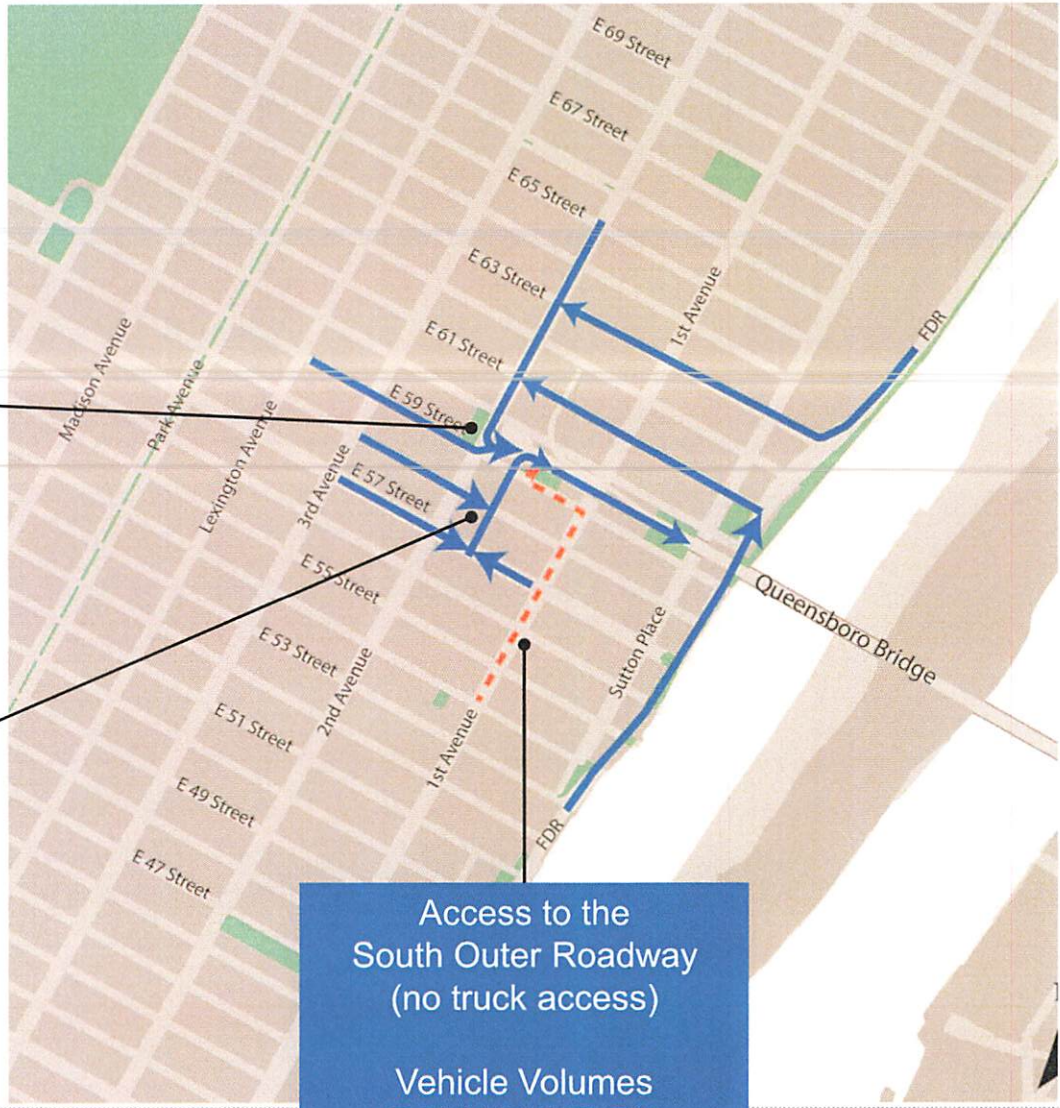 E 69 Street
E 67 Street
E 65 Street
E 63 Street
E 61 Street
E 59 Street
E 57 Street
E 55 Street
E 53 Street
E 51 Street
E 49 Street
E 47 Street
Madison Avenue
Park Avenue
Lexington Avenue
3rd Avenue
2nd Avenue
1st Avenue
1st Avenue
Sutton Place
FDR
FDR
Queensboro Bridge
Access to the
South Outer Roadway
(no truck access)
Vehicle Volumes